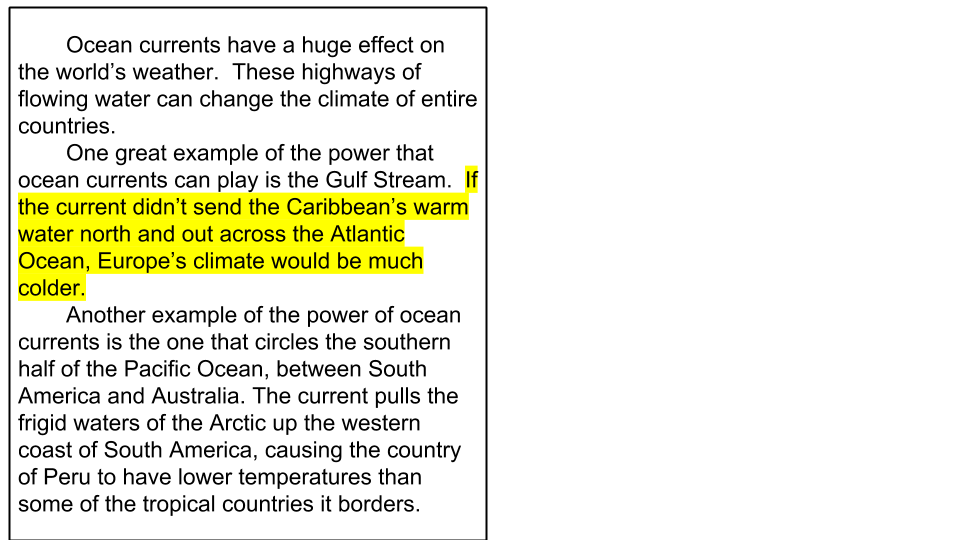 Ocean currents have a huge effect on
the world’s weather.  These highways of
flowing water can change the climate of entire
countries.
One great example of the power that
ocean currents can play is the Gulf Stream.  If
the current didn’t send the Caribbean’s warm
water north and out across the Atlantic
Ocean, Europe’s climate would be much
colder.
Another example of the power of ocean
currents is the one that circles the southern
half of the Pacific Ocean, between South
America and Australia. The current pulls the
frigid waters of the Arctic up the western
coast of South America, causing the country
of Peru to have lower temperatures than
some of the tropical countries it borders.